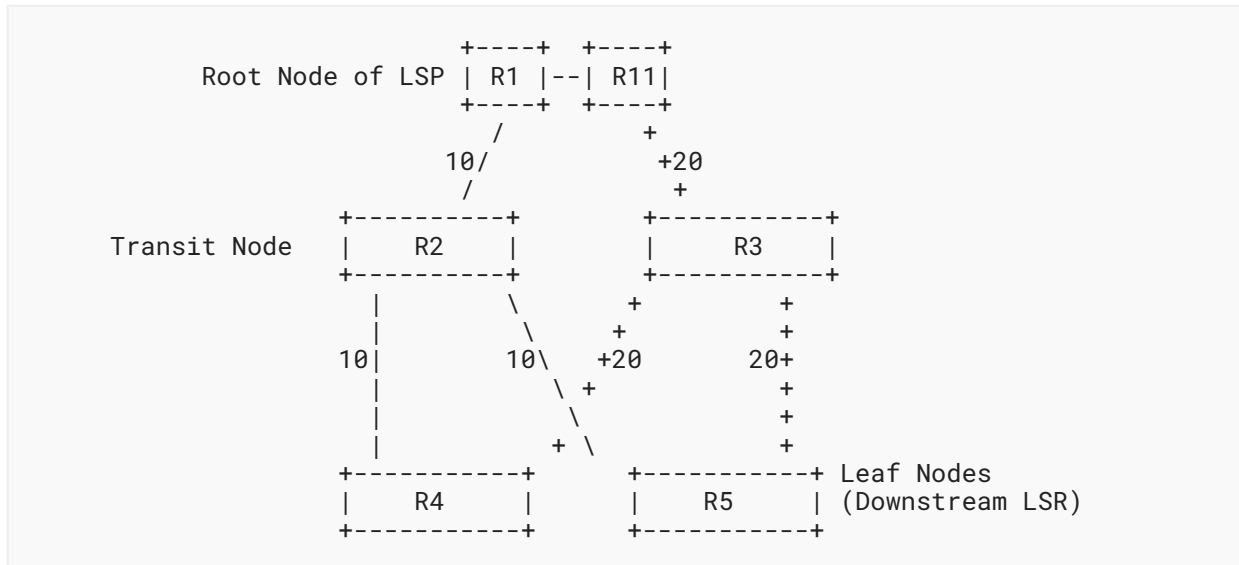 +----+  +----+
Root Node of LSP | R1 |--| R11|
+----+  +----+
/         +
10/           +20
/             +
+----------+        +-----------+
Transit Node   |    R2    |        |     R3    |
+----------+        +-----------+
|        \       +         +
|         \     +          +
10|        10\   +20       20+
|           \ +            +
|            \             +
|           + \            +
+-----------+      +-----------+ Leaf Nodes
|    R4     |      |    R5     | (Downstream LSR)
+-----------+      +-----------+